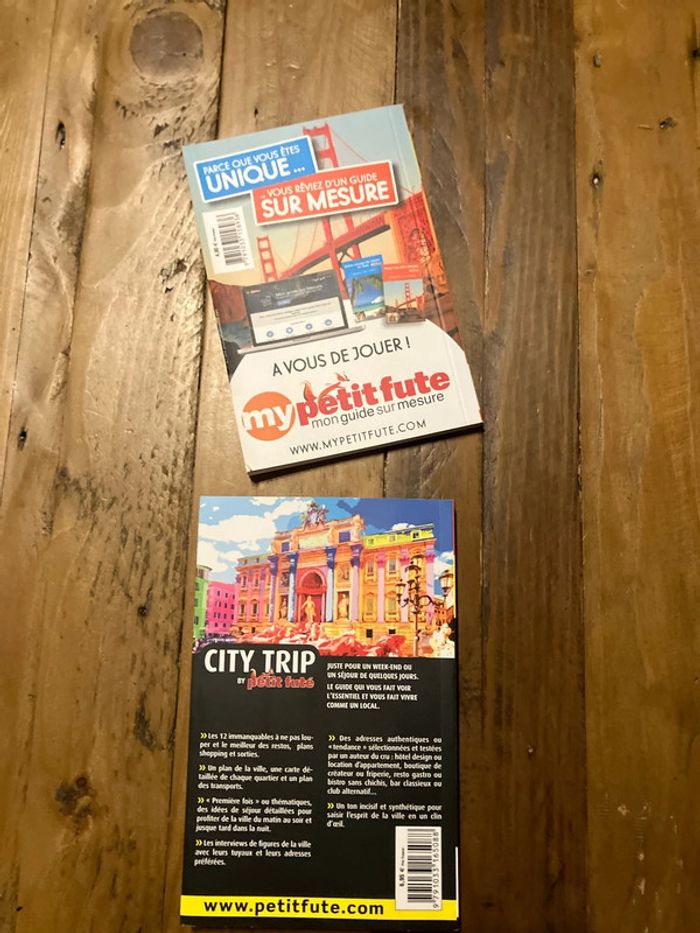 PARCE QUE VOUS ÊTES
UNIQUE...
... VOUS RÊVIEZ D'UN GUIDE
SUR MESURE
A VOUS DE JOUER !
mypetitfute
mon guide sur mesure
WWW.MYPETITFUTE.COM
CITY TRIP
BY petit futé
JUSTE POUR UN WEEK-END OU
UN SÉJOUR DE QUELQUES JOURS.
LE GUIDE QUI VOUS FAIT VOIR
L'ESSENTIEL ET VOUS FAIT VIVRE
COMME UN LOCAL.
» Les 12 immanquables à ne pas lou-
per et le meilleur des restos, plans
shopping et sorties.
» Un plan de la ville, une carte dé-
taillée de chaque quartier et un plan
des transports.
» « Première fois » ou thématiques,
des idées de séjour détaillées pour
profiter de la ville du matin au soir et
jusque tard dans la nuit.
» Les interviews de figures de la ville
avec leurs tuyaux et leurs adresses
préférées.
» Des adresses authentiques ou
« tendance » sélectionnées et testées
par un auteur du cru : hôtel design ou
location d'appartement, boutique de
créateur ou friperie, resto gastro ou
bistro sans chichis, bar classieux ou
club alternatif...
» Un ton incisif et synthétique pour
saisir l'esprit de la ville en un clin
d'œil.
6,95 €
9 791033 165088
www.petitfute.com